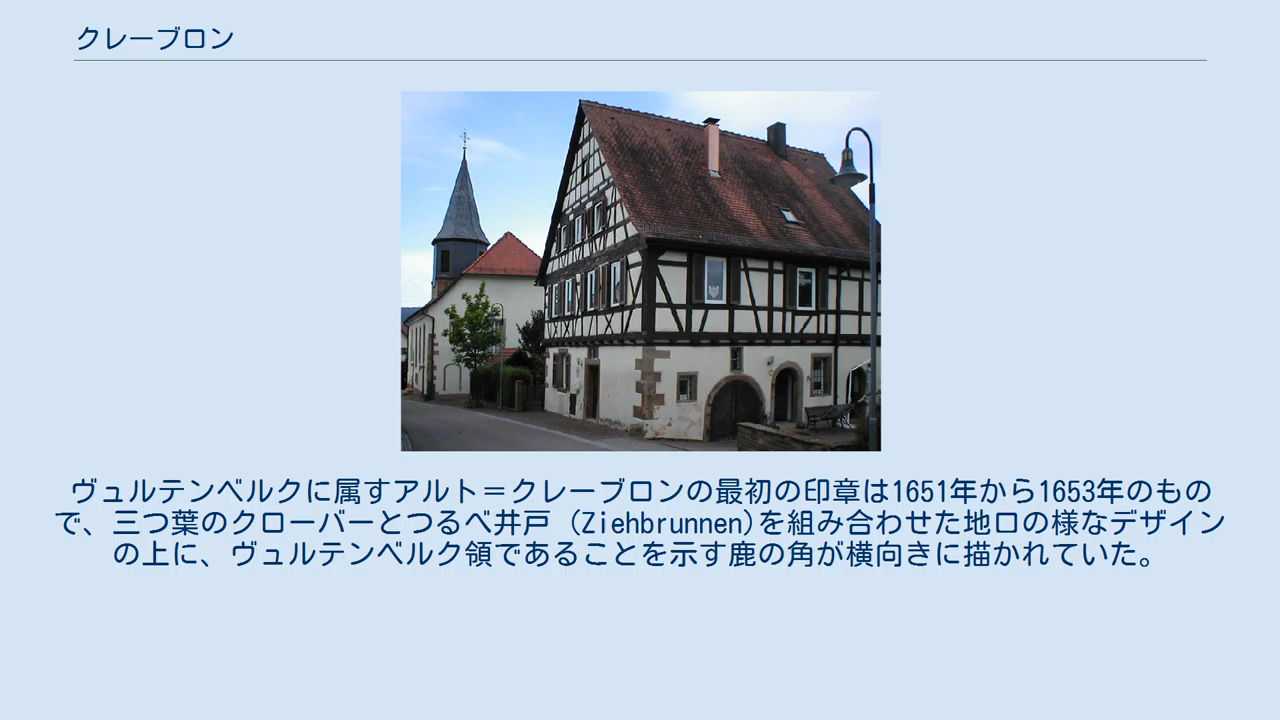 クレーブロン
ヴュルテンベルクに属すアルト＝クレーブロンの最初の印章は1651年から1653年のもの
で、三つ葉のクローバーとつるべ井戸 (Ziehbrunnen)を組み合わせた地口の様なデザイン
の上に、ヴュルテンベルク領であることを示す鹿の角が横向きに描かれていた。